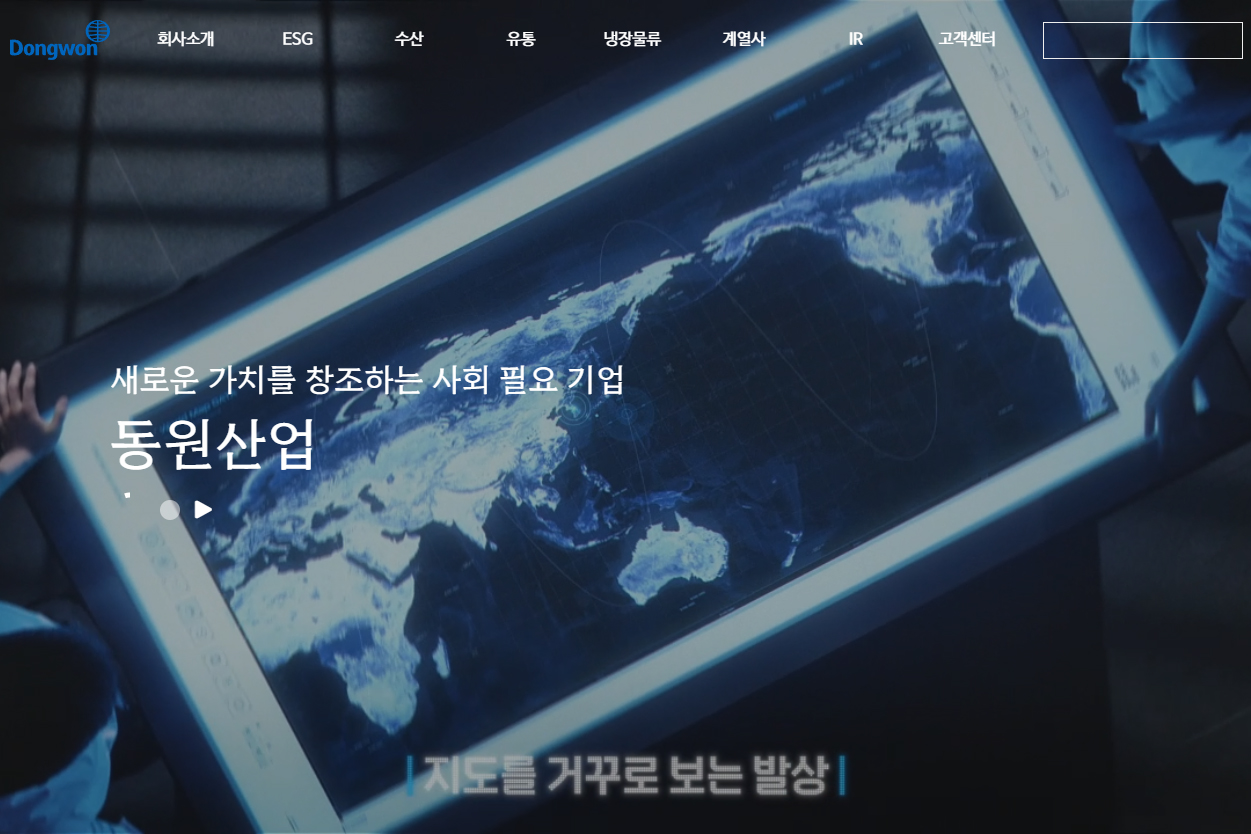 Dongwon
회사소개
ESG
수산
유통
냉장물류
계열사
IR
고객센터
새로운 가치를 창조하는 사회 필요 기업
동원산업
| 지도를 거꾸로 보는 발상 |